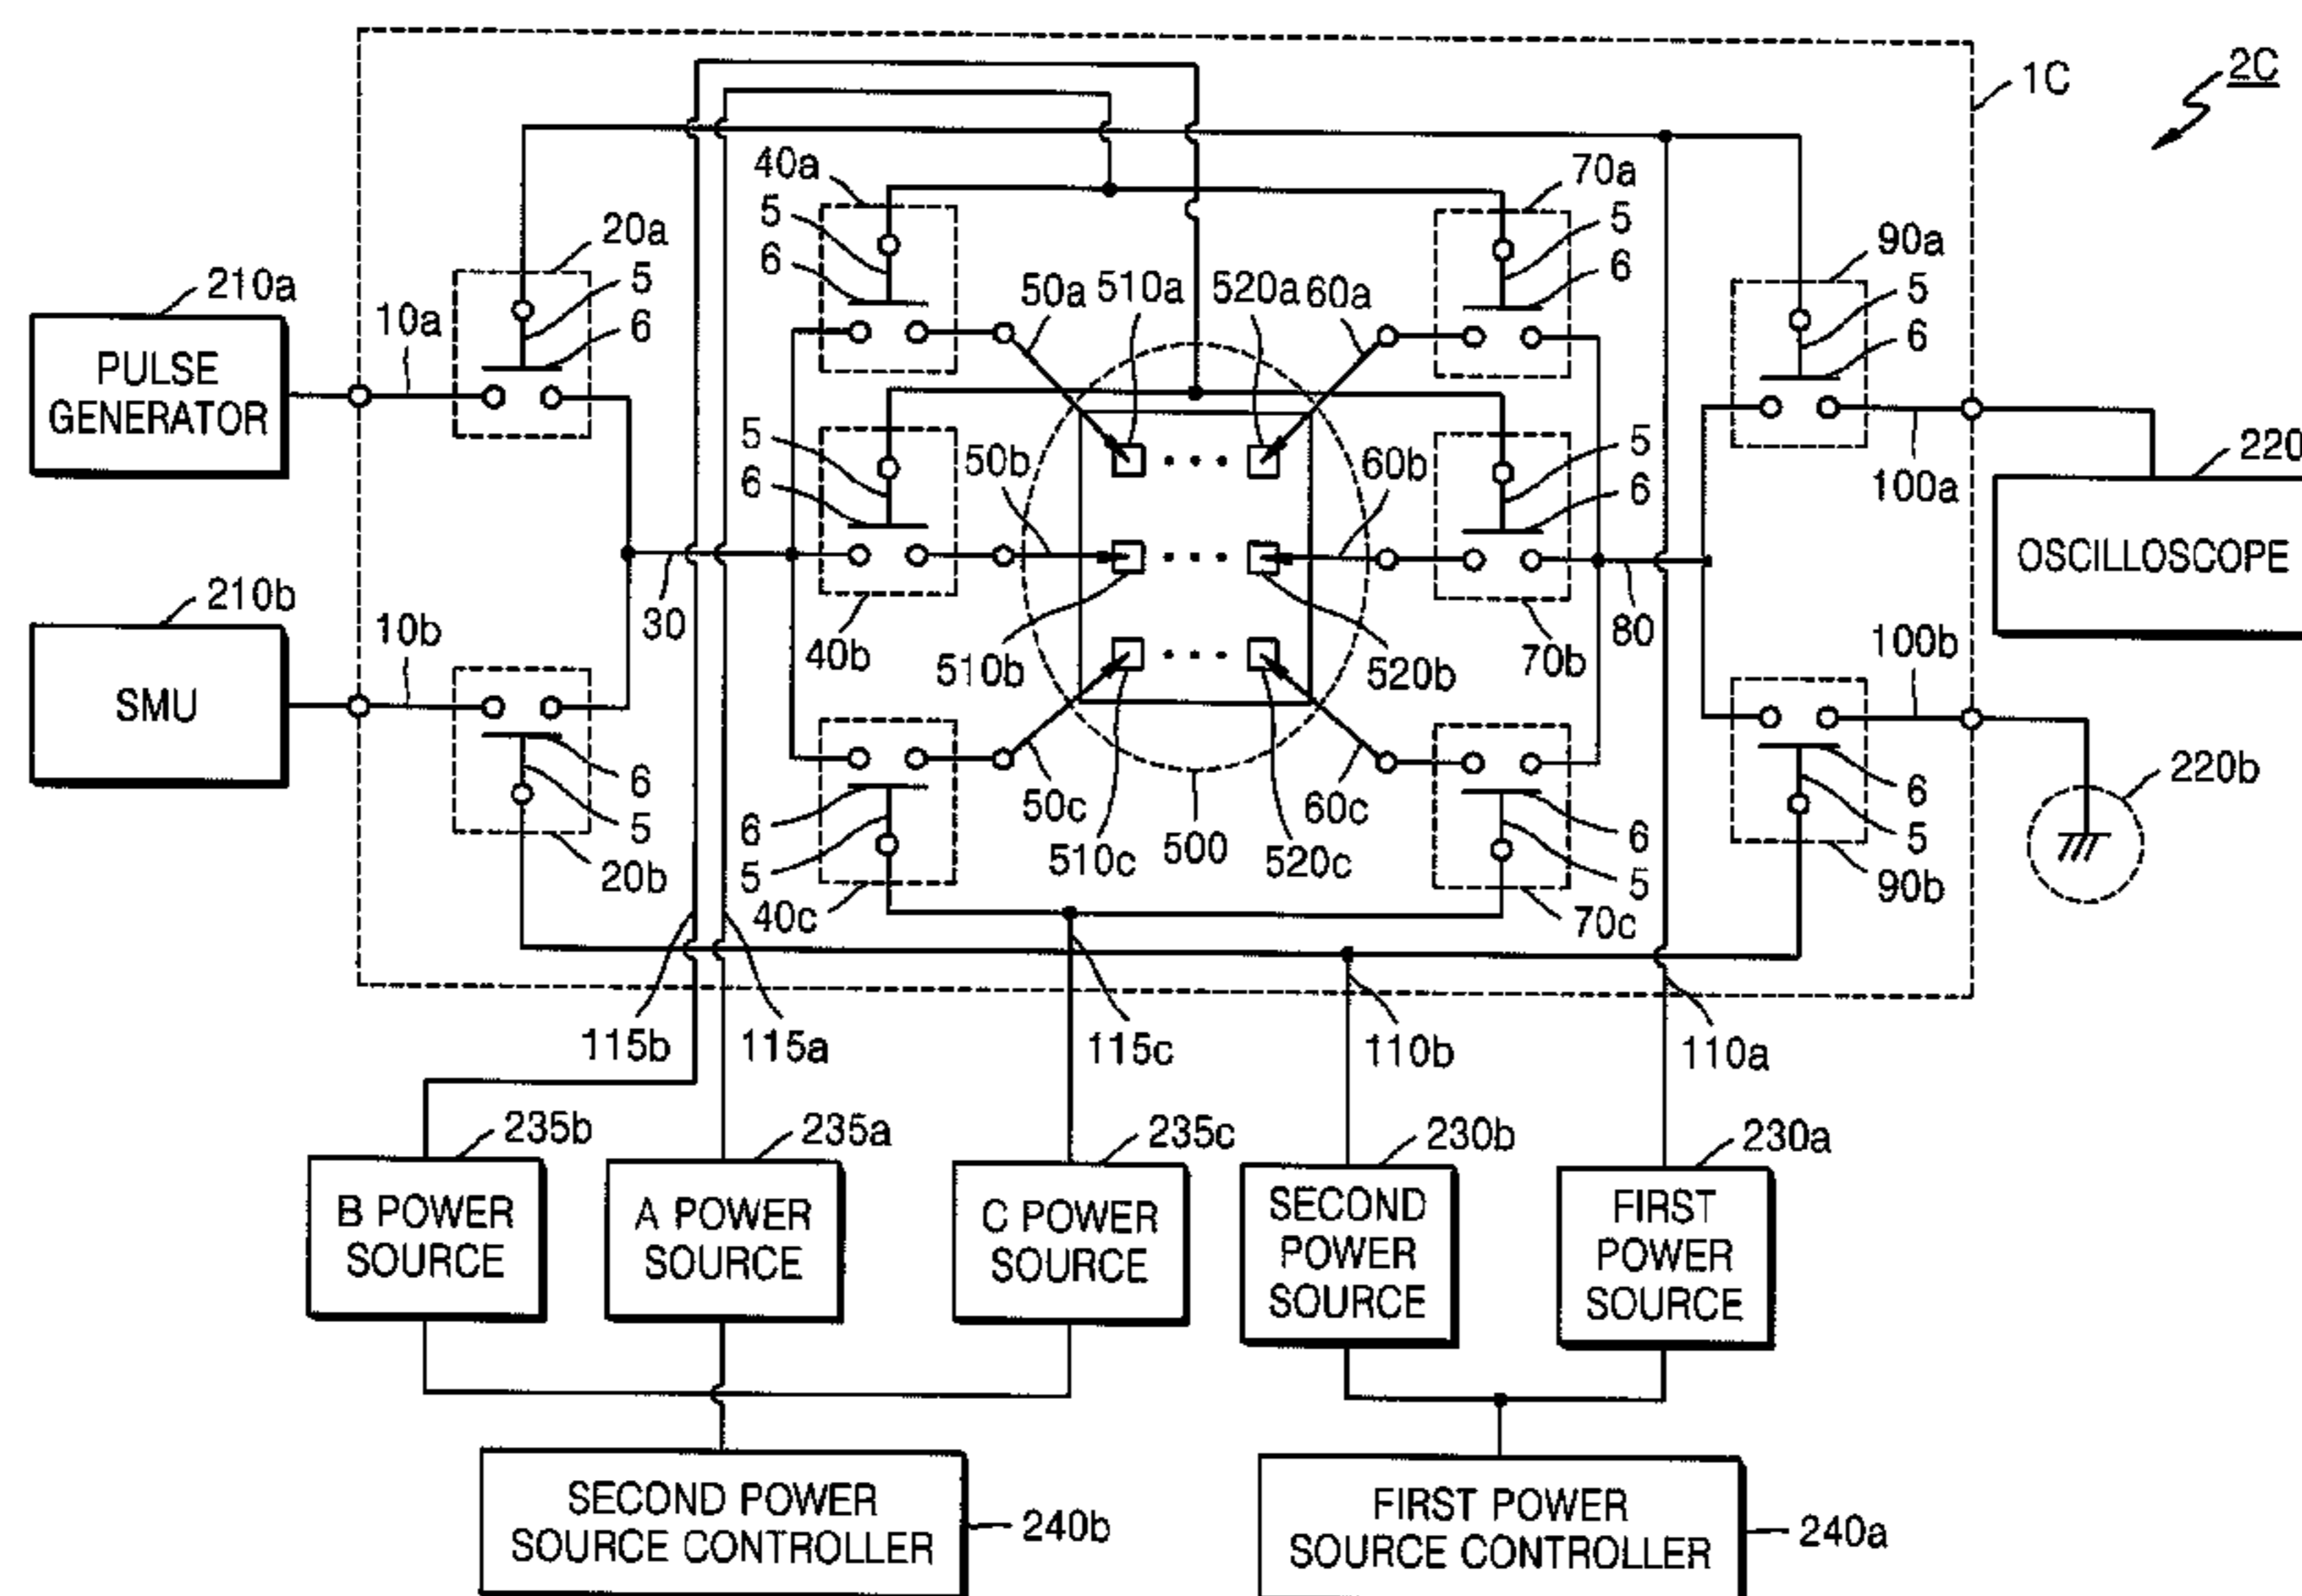 2C
1C
40a
70a
5
5
20a
6
6
90a
210a
5
50a 510a 520a 60a
5
10a
6
6
PULSE
GENERATOR
5
50b
60b
5
220
6
6
100a
OSCILLOSCOPE
210b
10b
30
80
100b
40b
510b
520b
70b
SMU
220b
6
50c
60c
6
6
5
6
510c
500
520c
5
20b
5
5
90b
40c
70c
115b
115a
115c
110b
110a
235b
235a
235c
230b
230a
B POWER
SOURCE
A POWER
SOURCE
C POWER
SOURCE
SECOND
POWER
SOURCE
FIRST
POWER
SOURCE
SECOND POWER
SOURCE CONTROLLER
240b
FIRST POWER
SOURCE CONTROLLER
240a